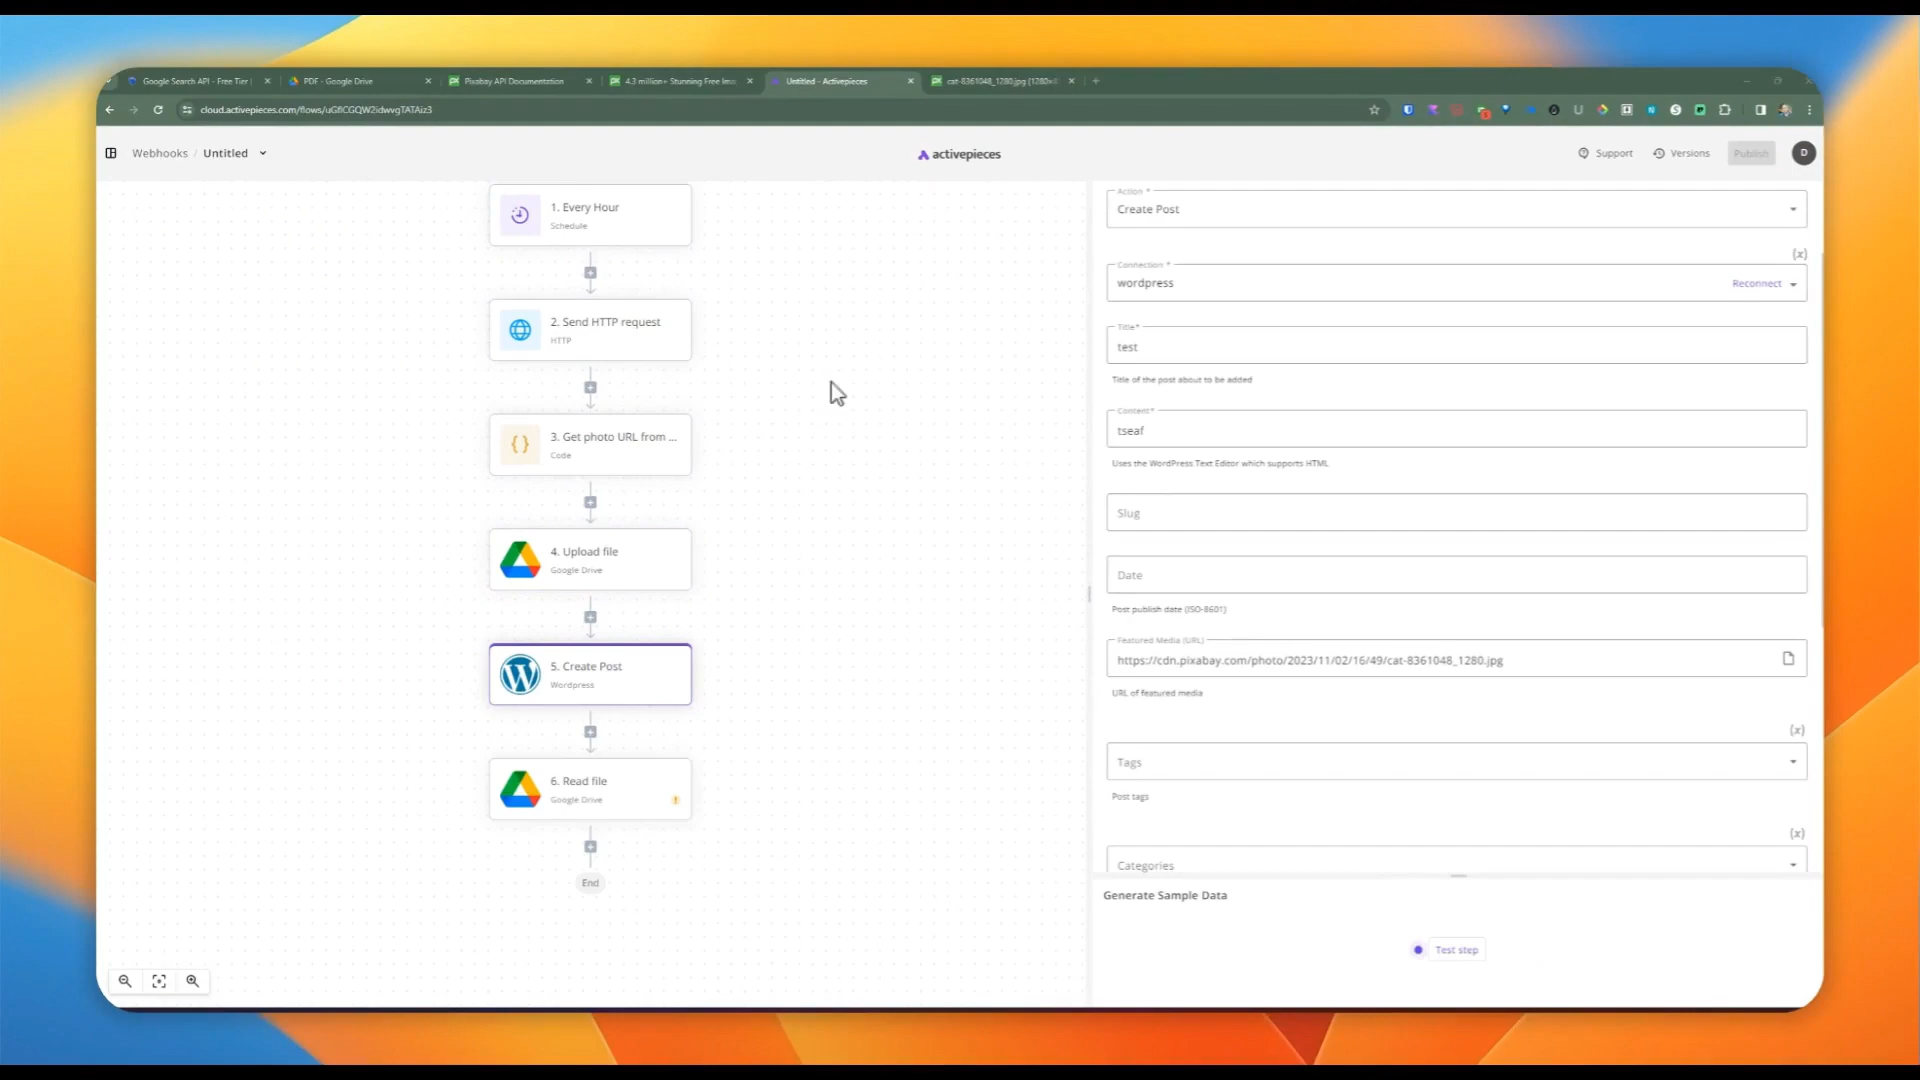 Google Search API - Free Tier
PDF - Google Drive
Pixabay API Documentation
4.3 million+ Stunning Free Ima
Untitled - Activepieces
cat-8361048_1280.jpg (1280×8
cloud.activepieces.com/flows/uGflCGQW2idwvgTATAiz3
Webhooks / Untitled
activepieces
Support
Versions
Publish
D
1. Every Hour
Schedule
2. Send HTTP request
HTTP
3. Get photo URL from ...
Code
4. Upload file
Google Drive
5. Create Post
Wordpress
6. Read file
Google Drive
End
Action *
Create Post
(x)
Connection *
wordpress
Reconnect
Title*
test
Title of the post about to be added
Content*
tseaf
Uses the WordPress Text Editor which supports HTML
Slug
Date
Post publish date (ISO-8601)
Featured Media (URL)
https://cdn.pixabay.com/photo/2023/11/02/16/49/cat-8361048_1280.jpg
URL of featured media
(x)
Tags
Post tags
(x)
Categories
Generate Sample Data
Test step